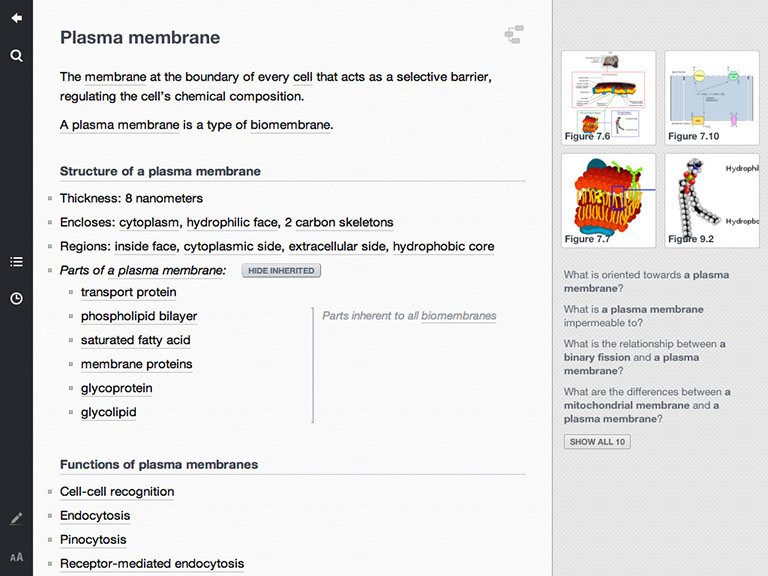 Plasma membrane
The membrane at the boundary of every cell that acts as a selective barrier,
regulating the cell's chemical composition.
A plasma membrane is a type of biomembrane.
Structure of a plasma membrane
Thickness: 8 nanometers
Encloses: cytoplasm, hydrophilic face, 2 carbon skeletons
Regions: inside face, cytoplasmic side, extracellular side, hydrophobic core
Parts of a plasma membrane:
HIDE INHERITED
transport protein
phospholipid bilayer
Parts inherent to all biomembranes
saturated fatty acid
membrane proteins
glycoprotein
glycolipid
Functions of plasma membranes
Cell-cell recognition
Endocytosis
Pinocytosis
Receptor-mediated endocytosis
AA
Figure 7.6
Figure 7.10
Figure 7.7
Hydrophil
Hydropho
Figure 9.2
What is oriented towards a plasma
membrane?
What is a plasma membrane
impermeable to?
What is the relationship between a
binary fission and a plasma
membrane?
What are the differences between a
mitochondrial membrane and a
plasma membrane?
SHOW ALL 10